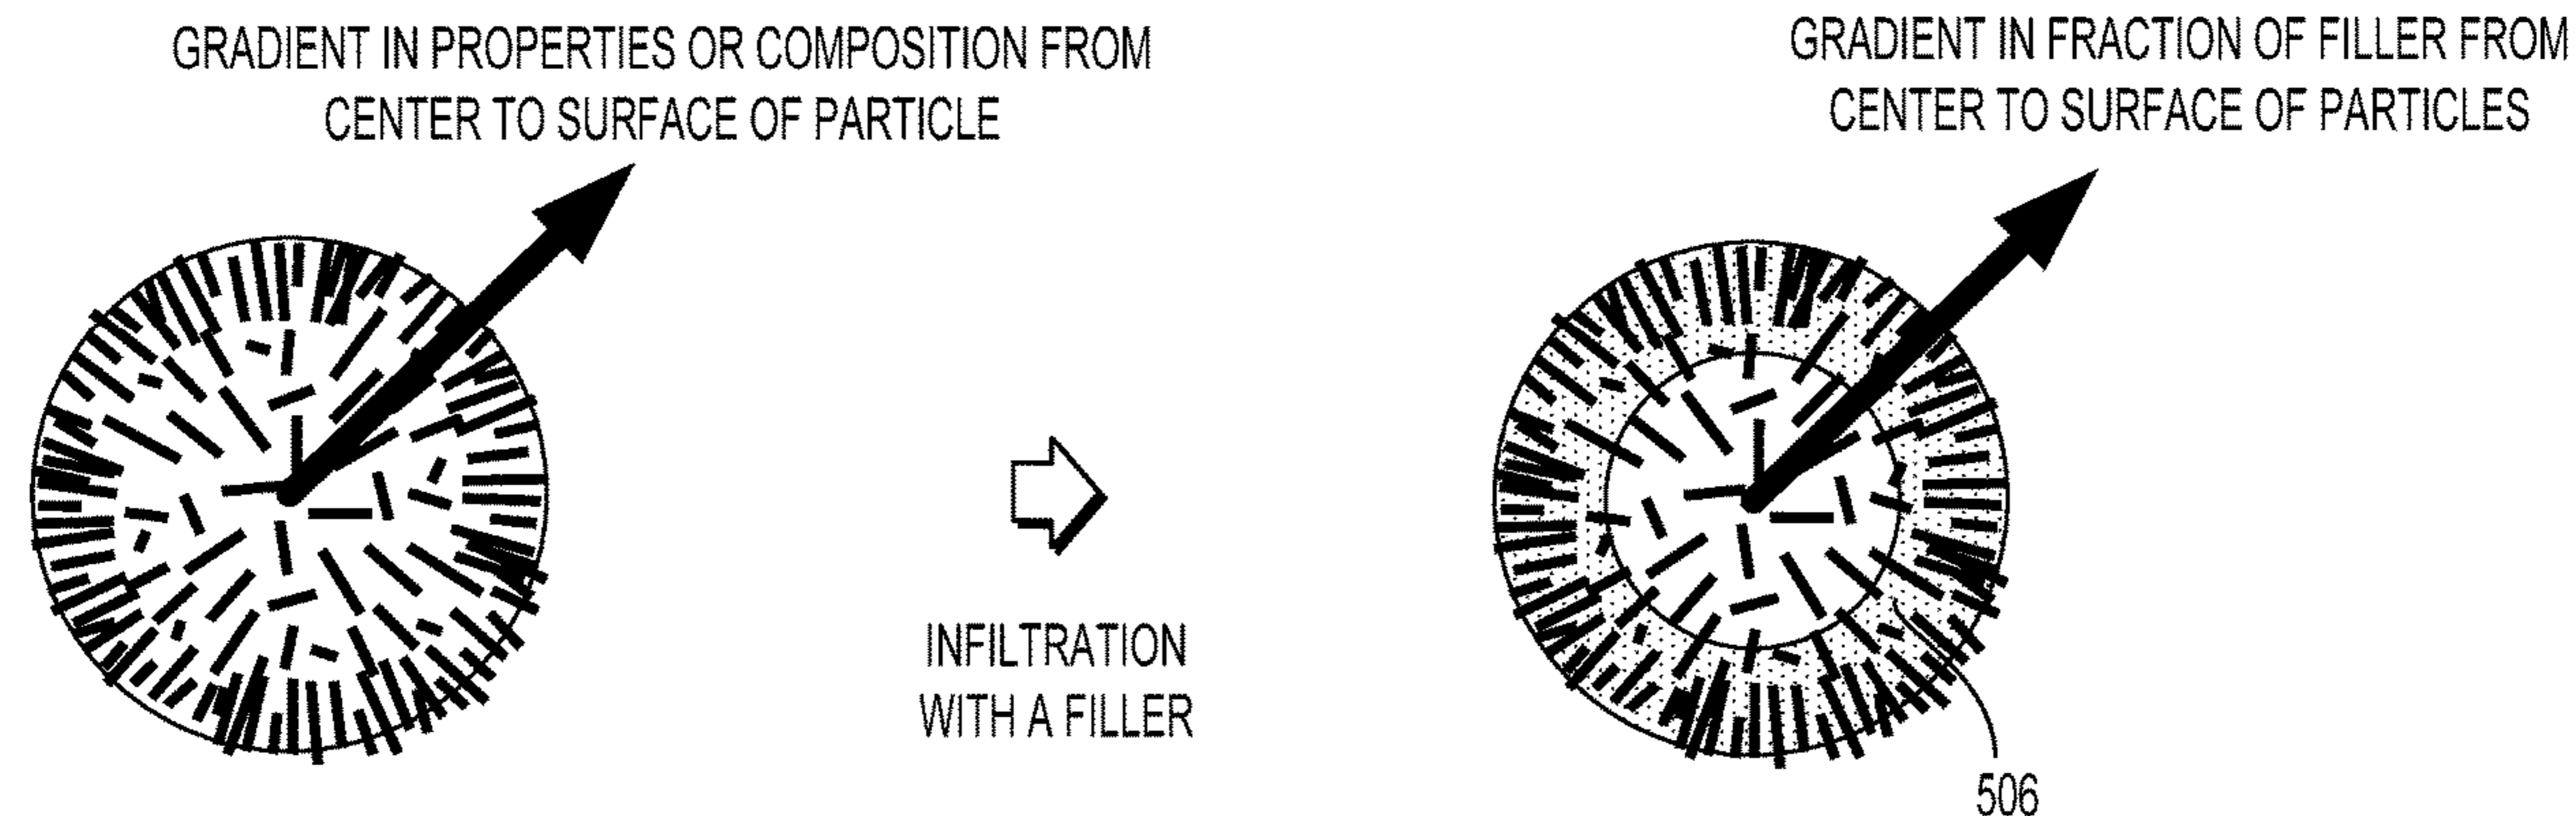 GRADIENT IN PROPERTIES OR COMPOSITION FROM
CENTER TO SURFACE OF PARTICLE
GRADIENT IN FRACTION OF FILLER FROM
CENTER TO SURFACE OF PARTICLES
INFILTRATION
WITH A FILLER
506